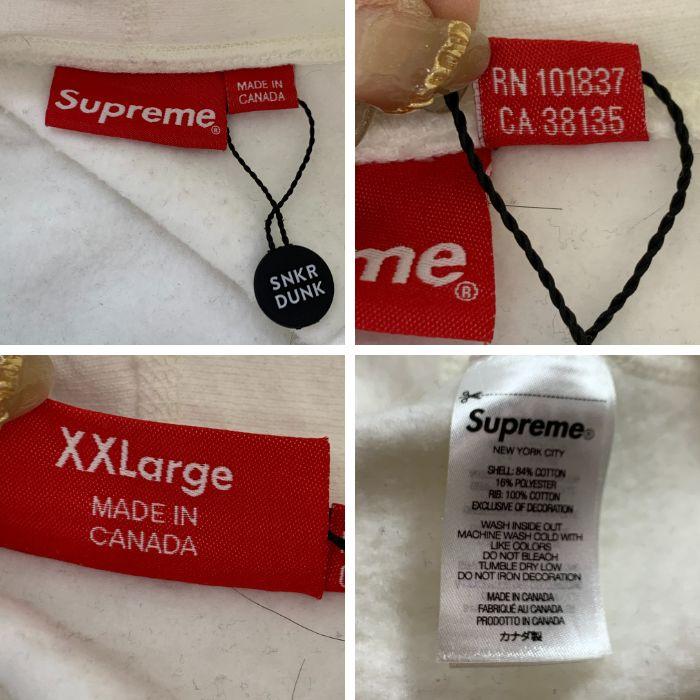 Supreme®
MADE IN
CANADA
SNKR
DUNK
RN 101837
CA 38135
me®
XXLarge
MADE IN
CANADA
Supreme®
NEW YORK CITY
SHELL: 84% COTTON
16% POLYESTER
RIB: 100% COTTON
EXCLUSIVE OF DECORATION
WASH INSIDE OUT
MACHINE WASH COLD WITH
LIKE COLORS
DO NOT BLEACH
TUMBLE DRY LOW
DO NOT IRON DECORATION
MADE IN CANADA
FABRIQUÉ AU CANADA
PRODOTTO IN CANADA
カナダ製